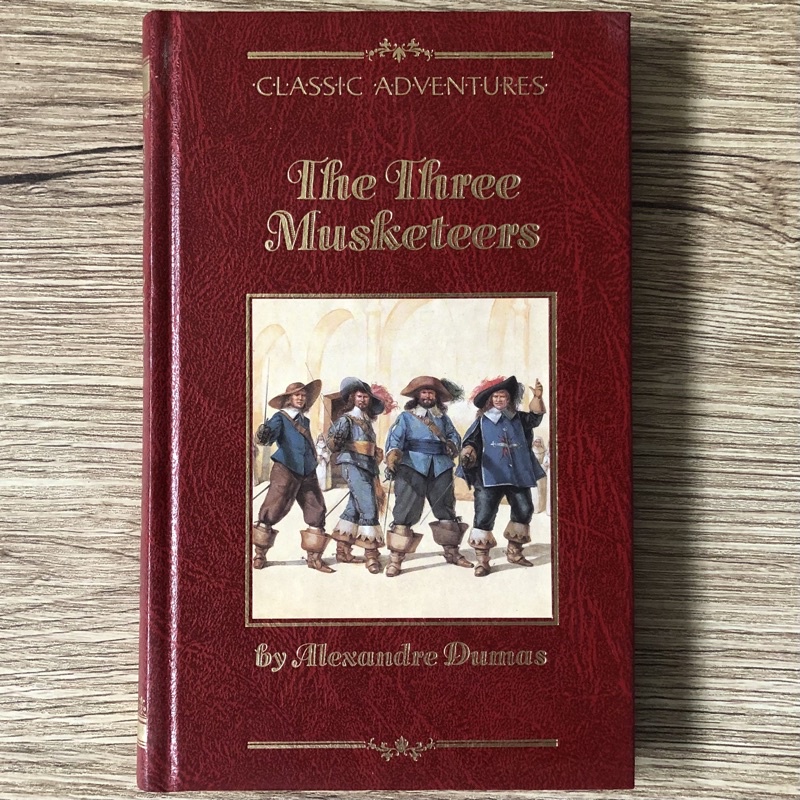 CLASSIC ADVENTURES
The Three
Musketeers
by Alexandre Dumas